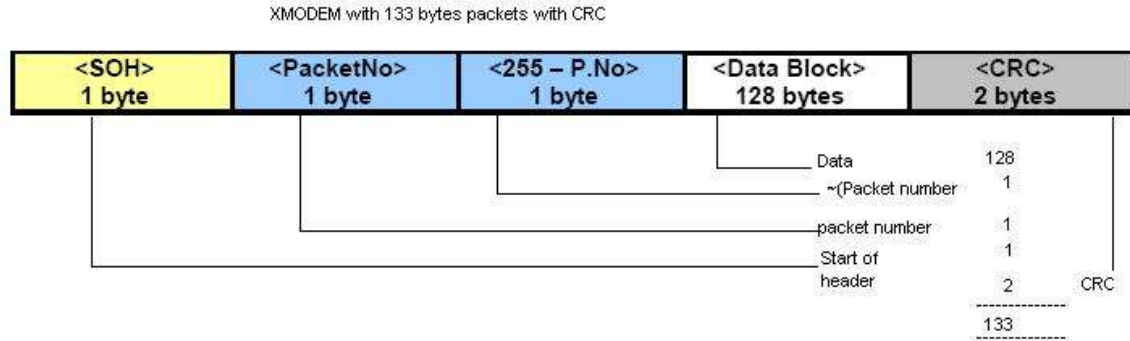 XMODEM with 133 bytes packets with CRC
<SOH> <PacketNo> <255 – P.No> <Data Block> <CRC>
1 byte 1 byte 1 byte 128 bytes 2 bytes
Data 128
~(Packet number 1
packet number 1
Start of 1
header 2 CRC
--------------
133
--------------